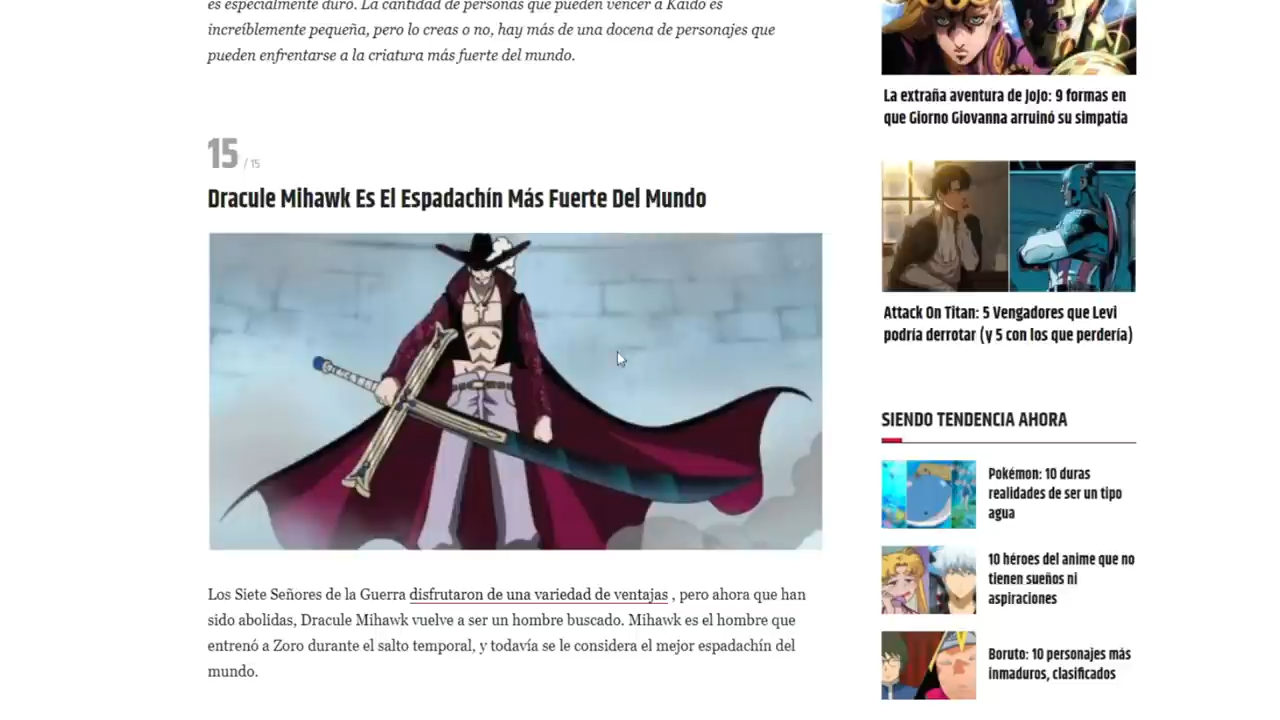 es especialmente duro. La cantidad de personas que pueden vencer a Kaido es
increíblemente pequeña, pero lo creas o no, hay más de una docena de personajes que
pueden enfrentarse a la criatura más fuerte del mundo.
15 / 15
Dracule Mihawk Es El Espadachín Más Fuerte Del Mundo
Los Siete Señores de la Guerra disfrutaron de una variedad de ventajas , pero ahora que han
sido abolidas, Dracule Mihawk vuelve a ser un hombre buscado. Mihawk es el hombre que
entrenó a Zoro durante el salto temporal, y todavía se le considera el mejor espadachín del
mundo.
La extraña aventura de JoJo: 9 formas en
que Giorno Giovanna arruinó su simpatía
Attack On Titan: 5 Vengadores que Levi
podría derrotar (y 5 con los que perdería)
SIENDO TENDENCIA AHORA
Pokémon: 10 duras
realidades de ser un tipo
agua
10 héroes del anime que no
tienen sueños ni
aspiraciones
Boruto: 10 personajes más
inmaduros, clasificados